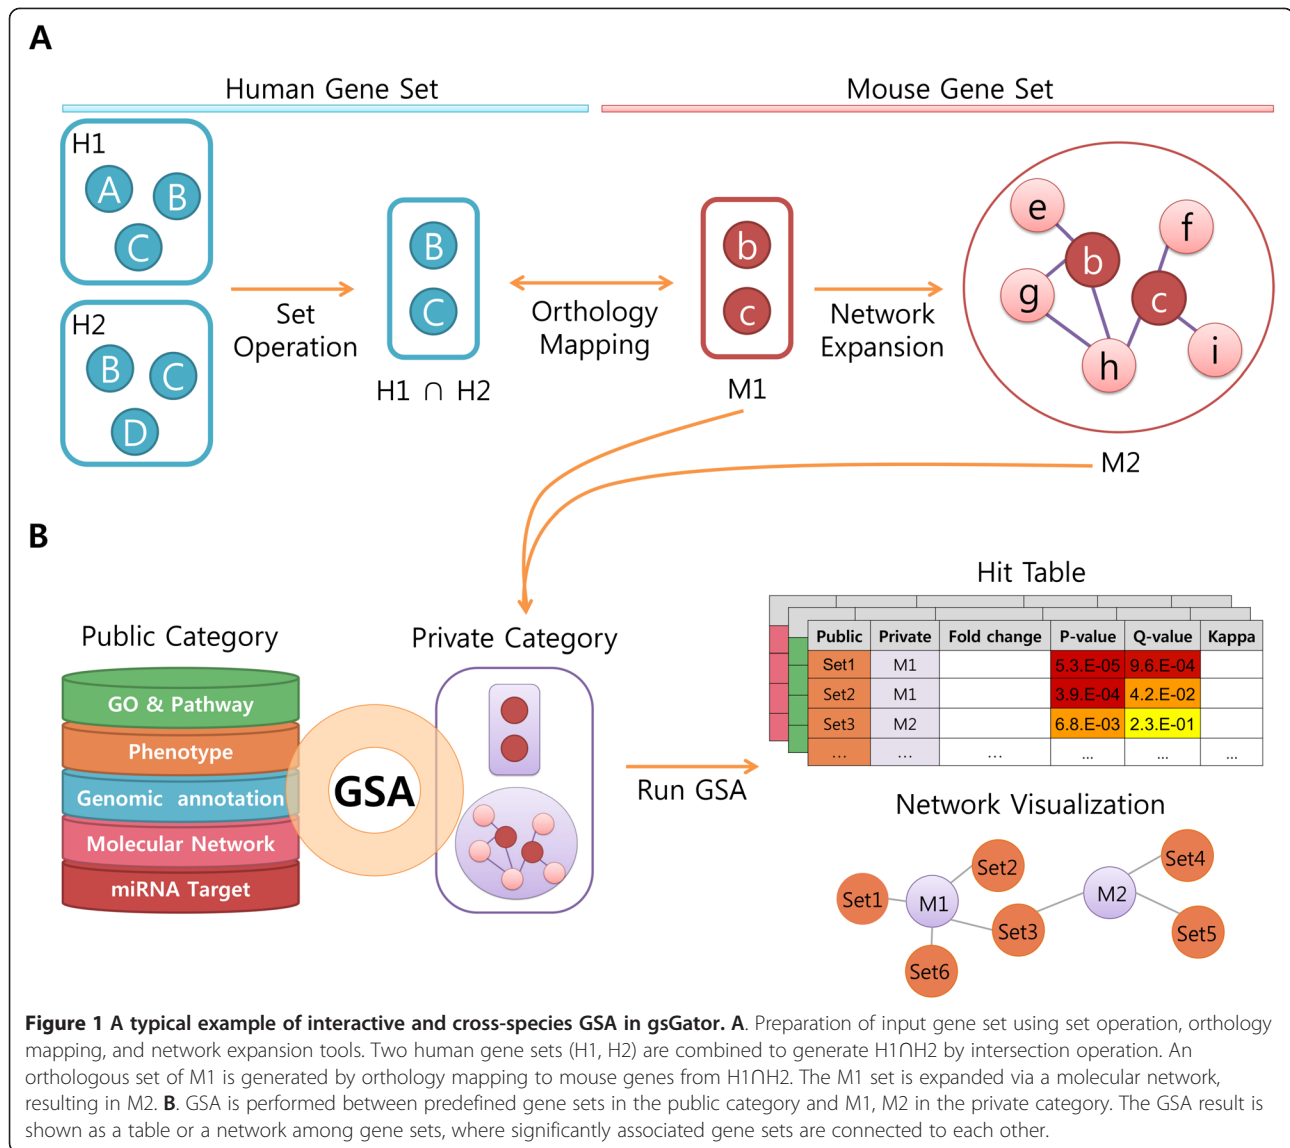 A
Human Gene Set
Mouse Gene Set
H1
A
B
C
H2
B
C
D
Set
Operation
B
C
H1 ∩ H2
Orthology
Mapping
b
c
M1
Network
Expansion
e
f
b
g
c
h
i
M2
B
Public Category
GO & Pathway
Phenotype
Genomic annotation
Molecular Network
miRNA Target
GSA
Private Category
Run GSA
Hit Table
Public Private Fold change P-value Q-value Kappa
Set1 M1 5.3.E-05 9.6.E-04
Set2 M1 3.9.E-04 4.2.E-02
Set3 M2 6.8.E-03 2.3.E-01
... ... ... ... ... ...
Network Visualization
Set1
M1
Set2
Set3
Set6
M2
Set4
Set5
Figure 1 A typical example of interactive and cross-species GSA in gsGator. A. Preparation of input gene set using set operation, orthology
mapping, and network expansion tools. Two human gene sets (H1, H2) are combined to generate H1∩H2 by intersection operation. An
orthologous set of M1 is generated by orthology mapping to mouse genes from H1∩H2. The M1 set is expanded via a molecular network,
resulting in M2. B. GSA is performed between predefined gene sets in the public category and M1, M2 in the private category. The GSA result is
shown as a table or a network among gene sets, where significantly associated gene sets are connected to each other.